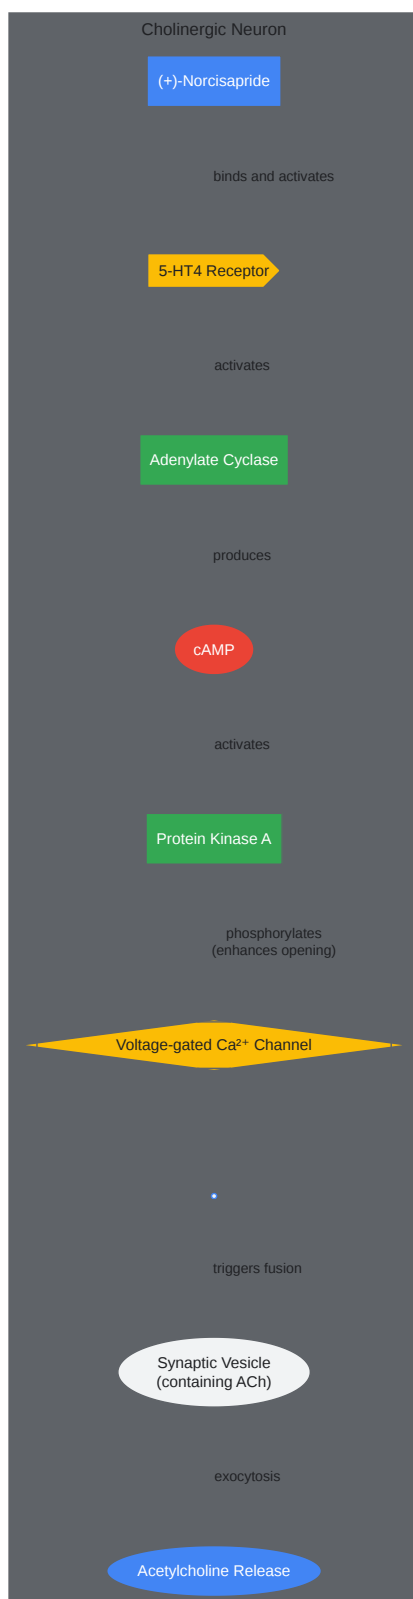 Cholinergic Neuron
(+)-Norcisapride
binds and activates
5-HT4 Receptor
activates
Adenylate Cyclase
produces
cAMP
activates
Protein Kinase A
phosphorylates
(enhances opening)
Voltage-gated Ca²⁺ Channel
triggers fusion
Synaptic Vesicle
(containing ACh)
exocytosis
Acetylcholine Release